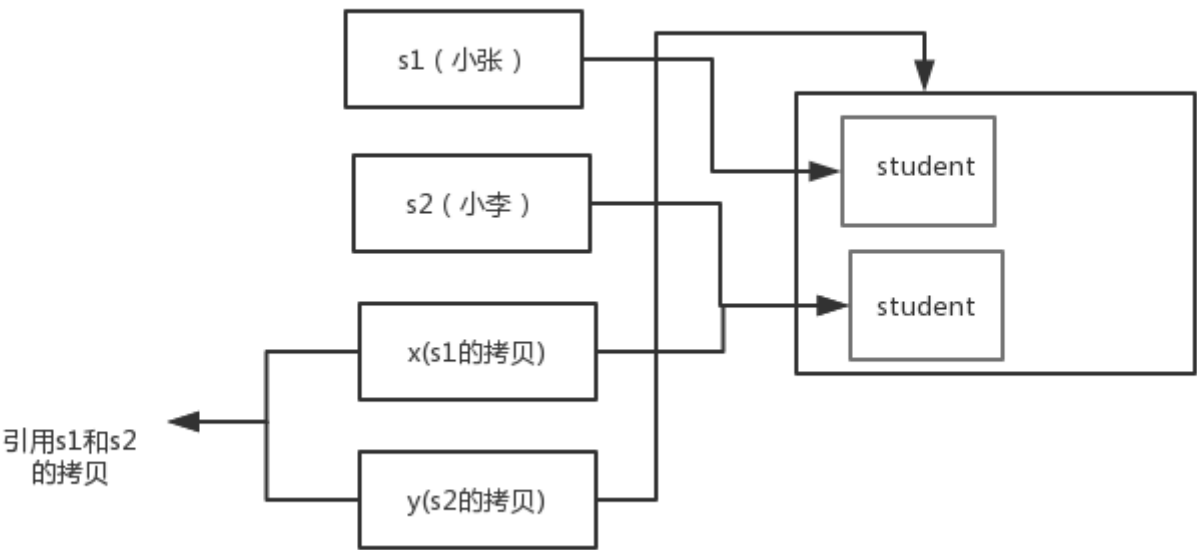 s1（小张）
student
s2（小李）
student
x(s1的拷贝)
引用s1和s2
的拷贝
y(s2的拷贝)